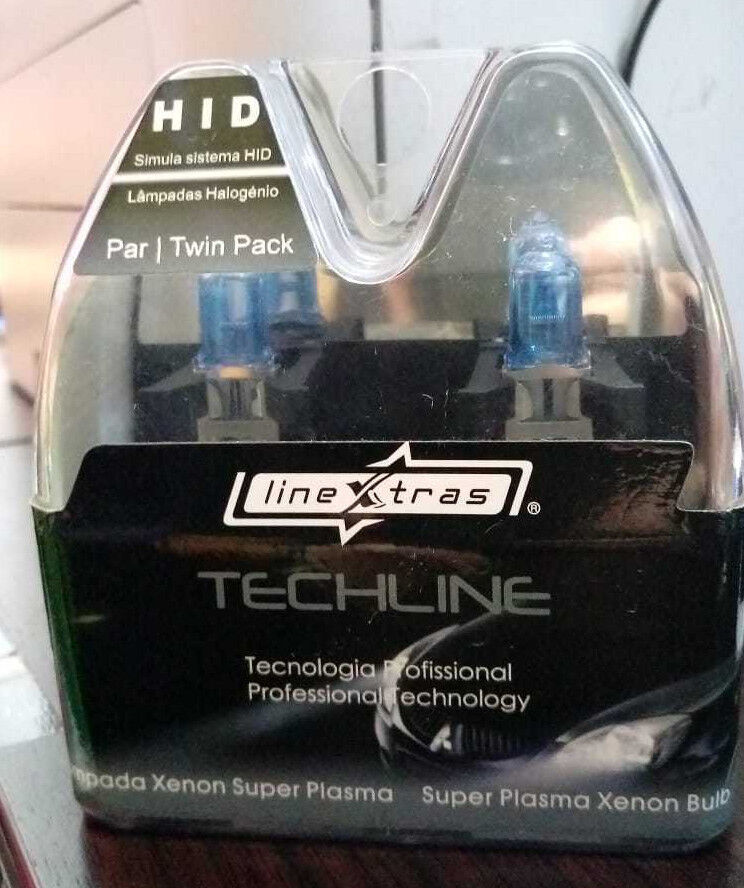 HID
Simula sistema HID
Lâmpadas Halogénio
Par | Twin Pack
lineXtras®
TECHLINE
Tecnologia Profissional
Professional Technology
mpada Xenon Super Plasma Super Plasma Xenon Bulb